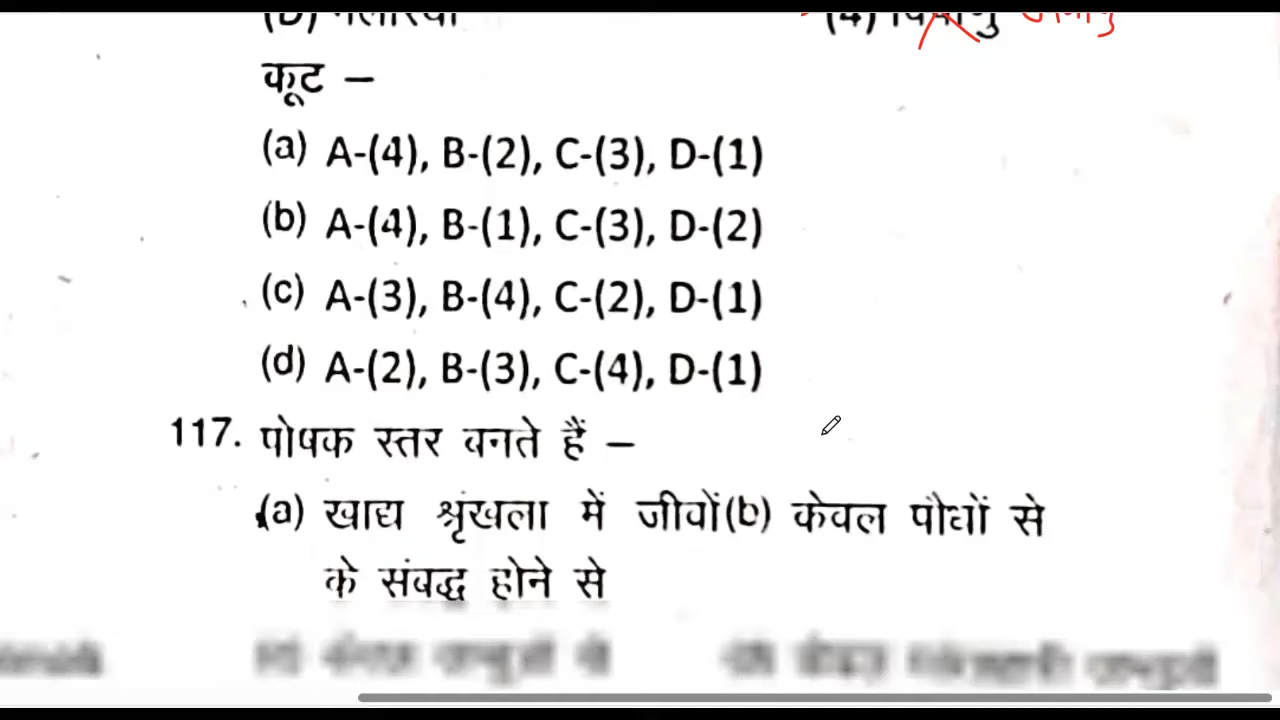 कूट –
(a) A-(4), B-(2), C-(3), D-(1)
(b) A-(4), B-(1), C-(3), D-(2)
(c) A-(3), B-(4), C-(2), D-(1)
(d) A-(2), B-(3), C-(4), D-(1)
117. पोषक स्तर बनते हैं –
(a) खाद्य श्रृंखला में जीवों (b) केवल पौधों से
के संबद्ध होने से